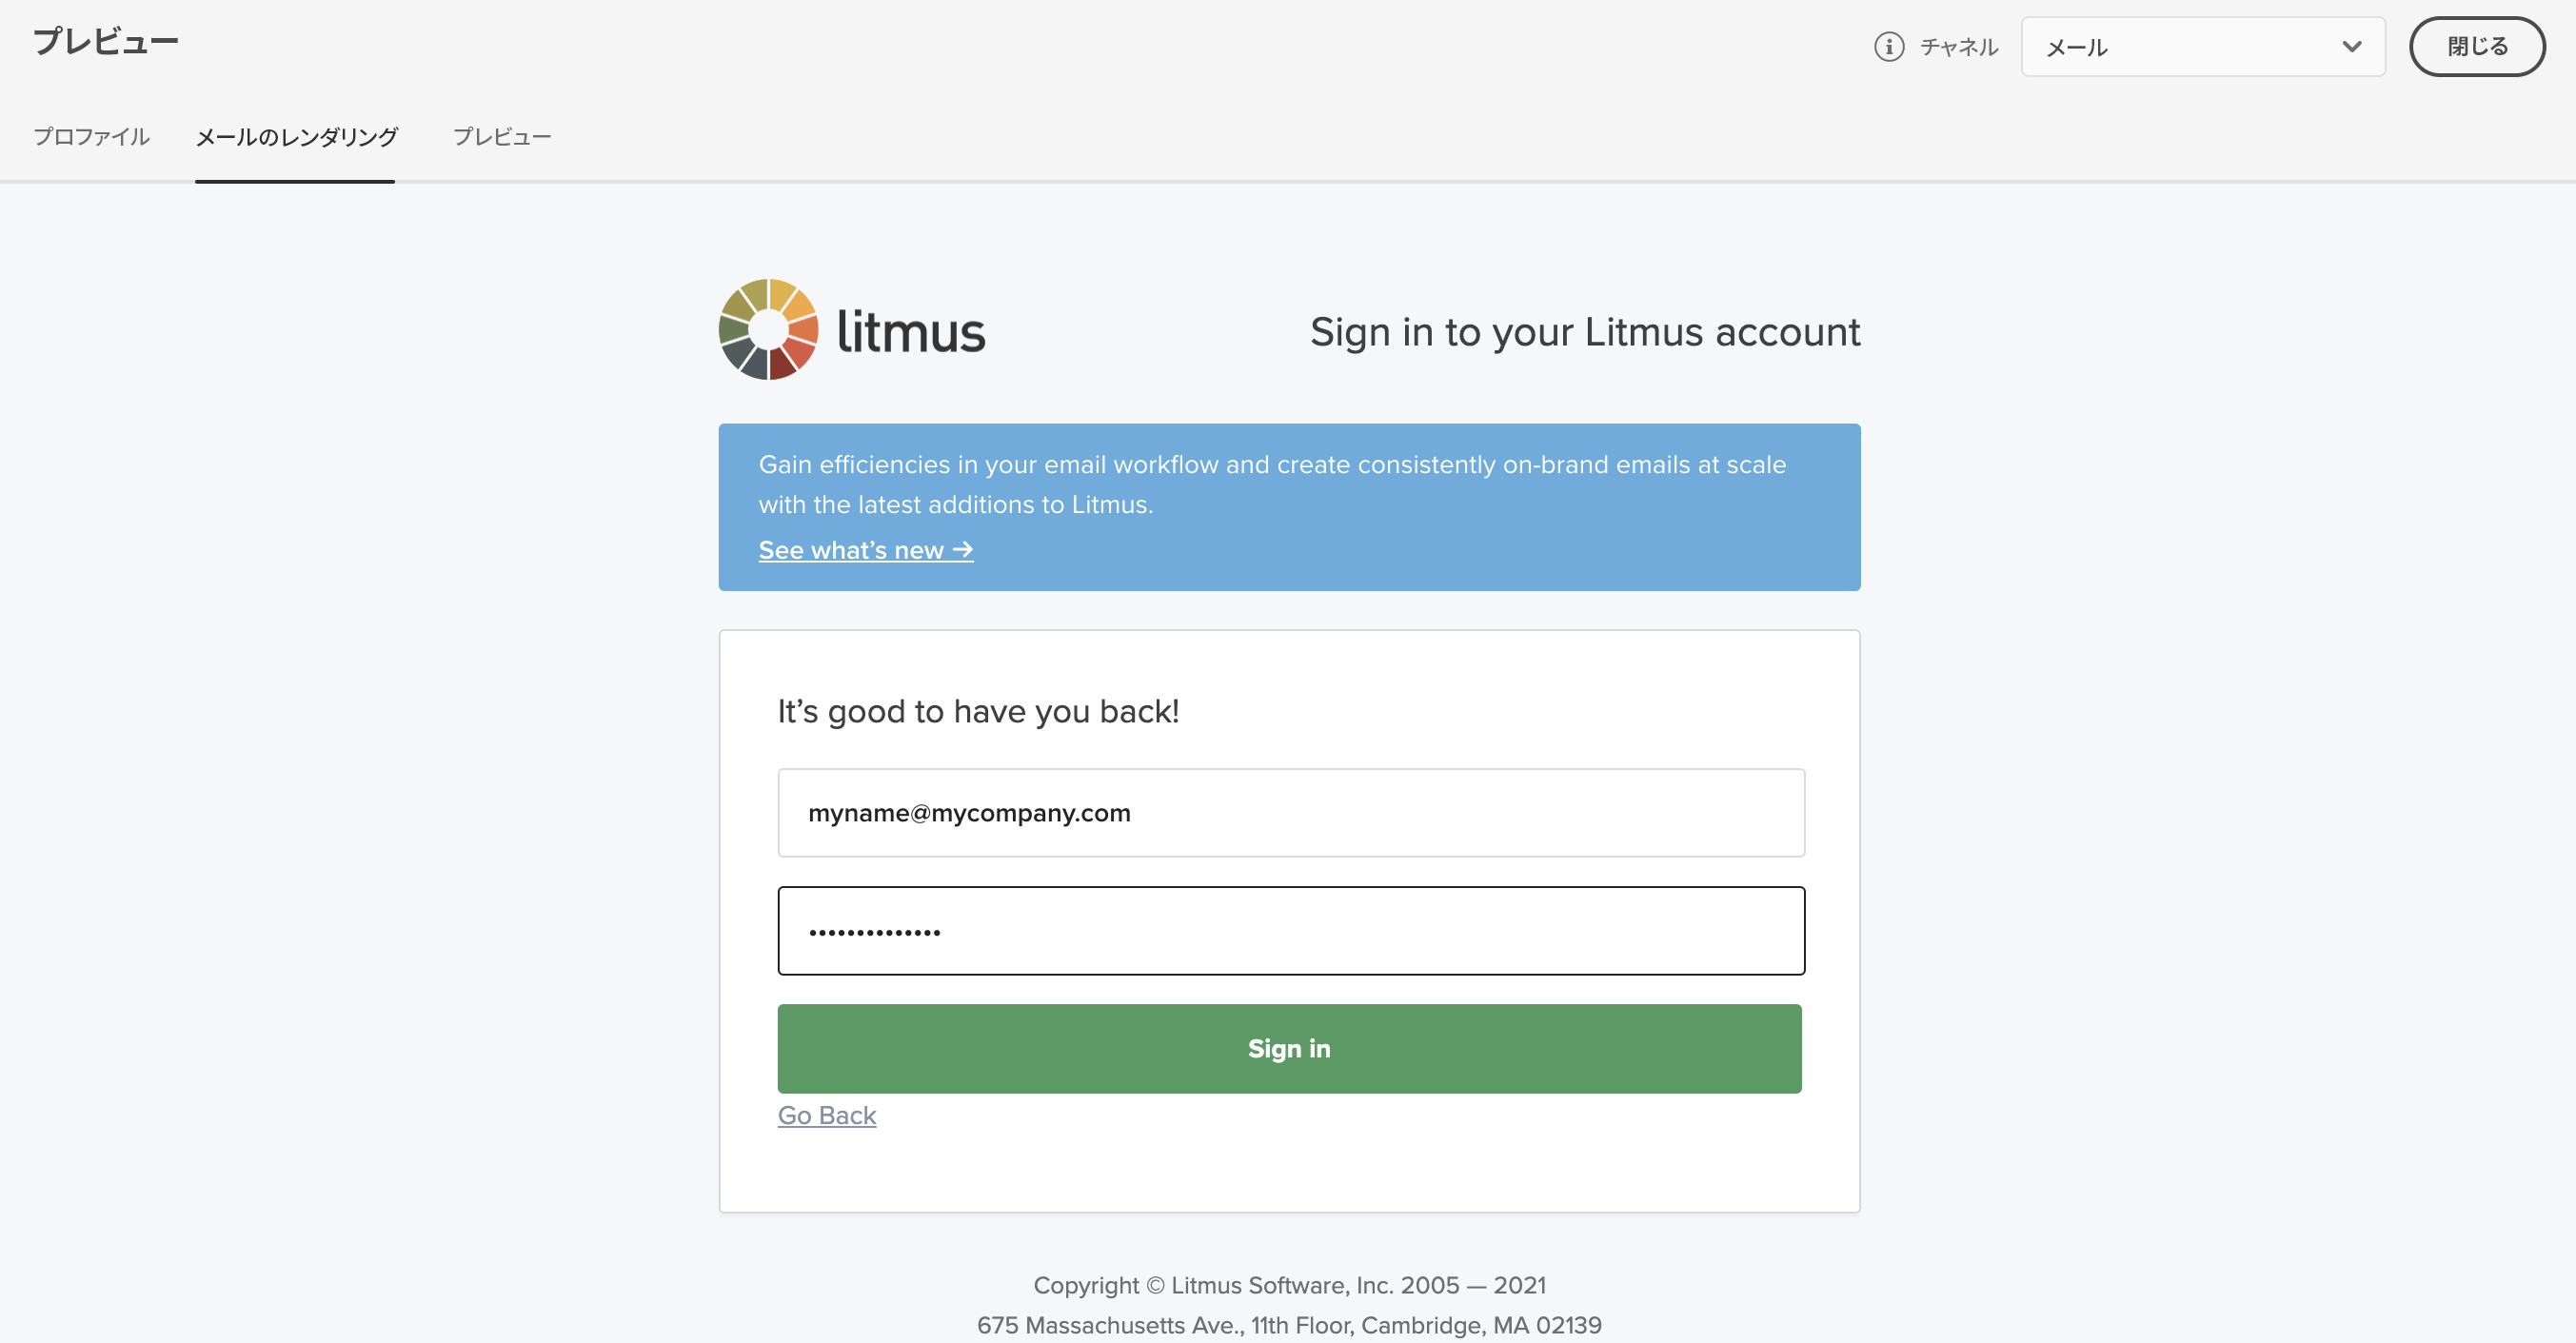 プレビュー
チャネル
メール
閉じる
プロファイル
メールのレンダリング
プレビュー
litmus
Sign in to your Litmus account
Gain efficiencies in your email workflow and create consistently on-brand emails at scale
with the latest additions to Litmus.
See what’s new →
It’s good to have you back!
myname@mycompany.com
••••••••••••••
Sign in
Go Back
Copyright © Litmus Software, Inc. 2005 — 2021
675 Massachusetts Ave., 11th Floor, Cambridge, MA 02139